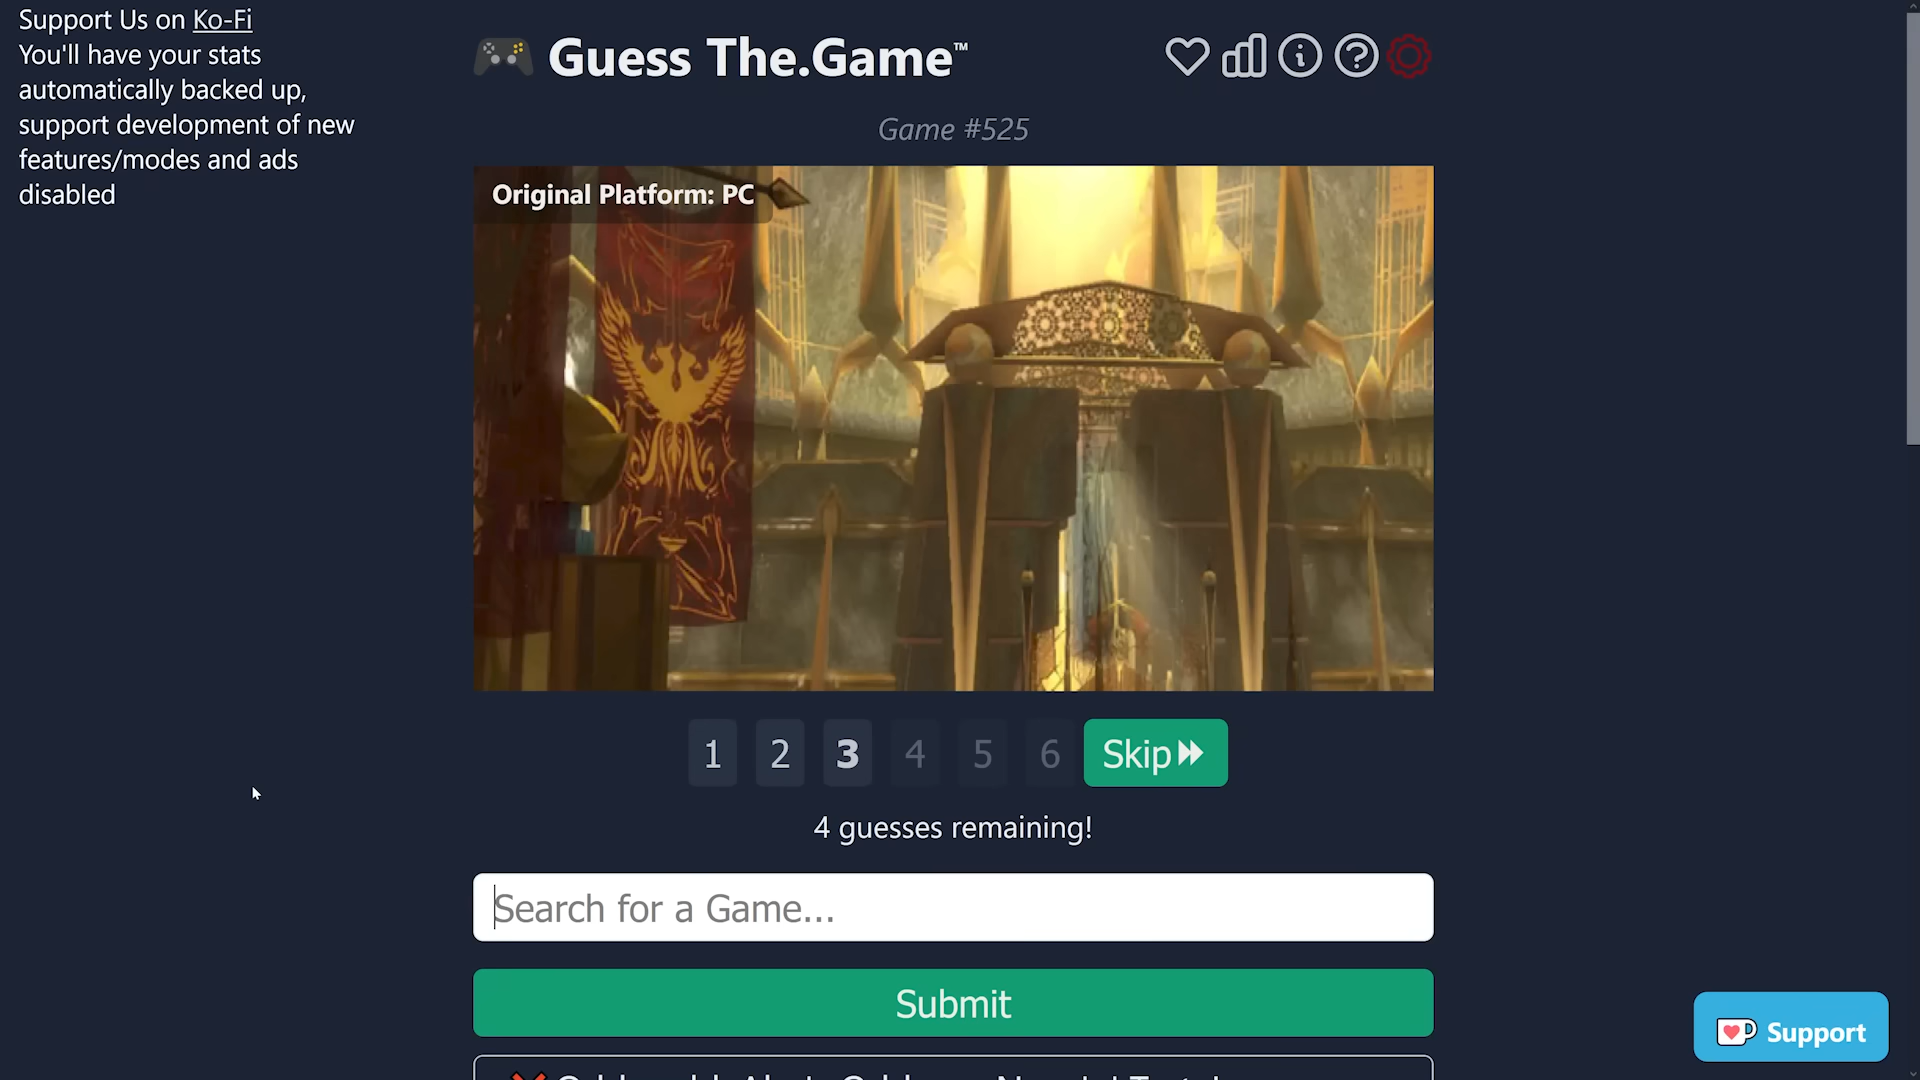 Support Us on Ko-Fi
You'll have your stats
automatically backed up,
support development of new
features/modes and ads
disabled
Guess The.Game™
Game #525
Original Platform: PC
1 2 3 4 5 6 Skip
4 guesses remaining!
Search for a Game...
Submit
Support